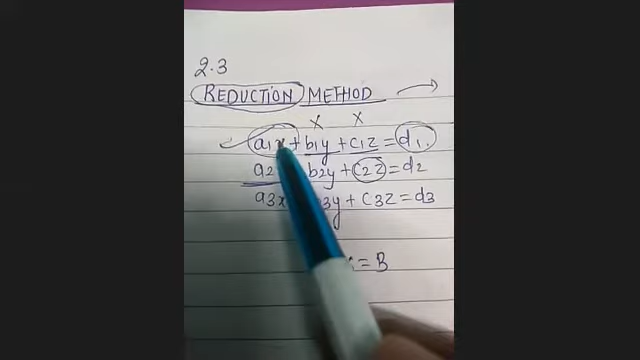 2.3
REDUCTION METHOD →
x x
a₁x + b₁y + c₁z = d₁.
a₂ b₂y + c₂z = d₂
a₃x 3y + c₃z = d₃
= B